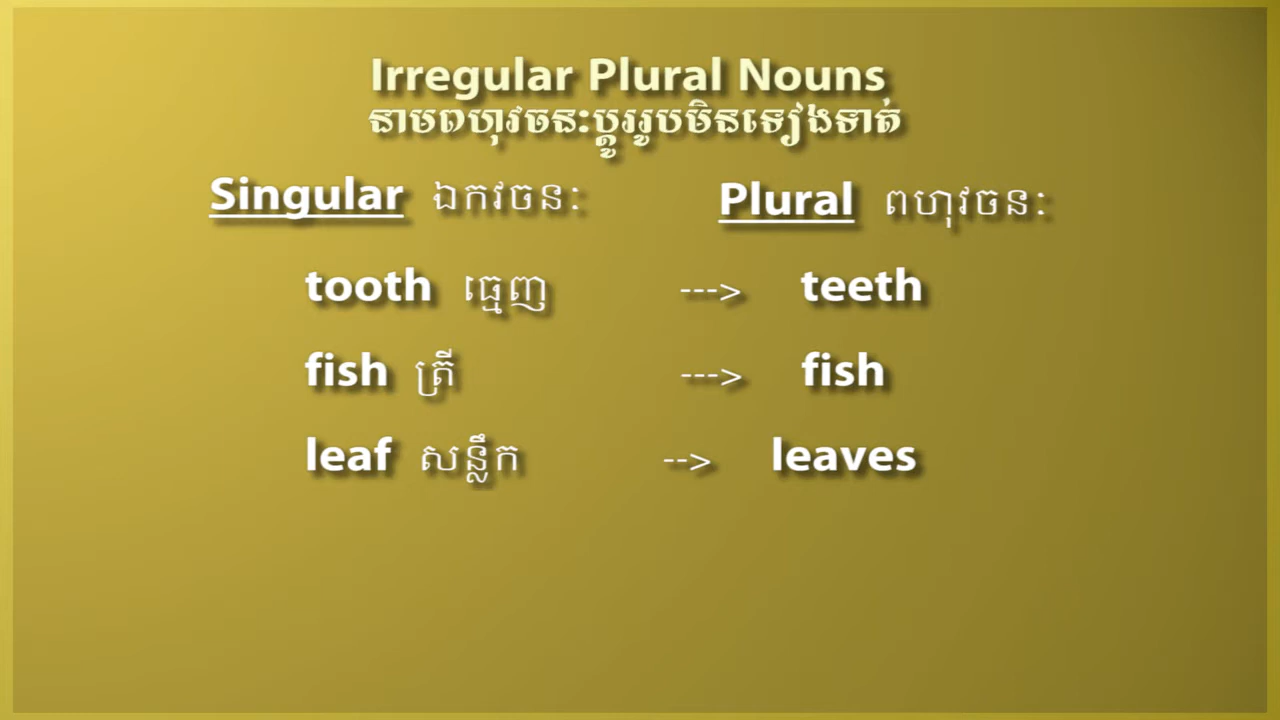 Irregular Plural Nouns
នាមពហុវចនៈប្តូររូបមិនទៀងទាត់
Singular ឯកវចនៈ Plural ពហុវចនៈ
tooth ធ្មេញ ---> teeth
fish ត្រី ---> fish
leaf សន្លឹក --> leaves